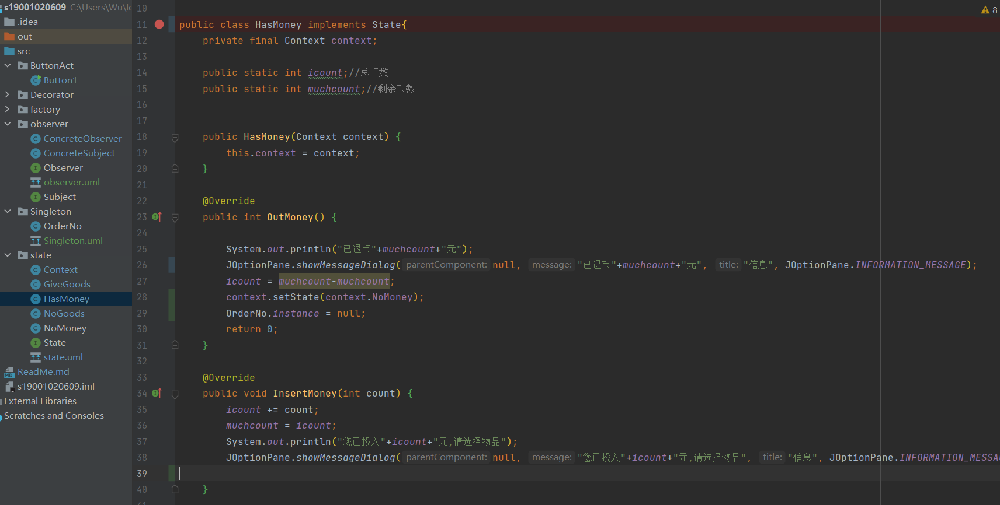 s19001020609 C:\Users\Wu\Ic
.idea
out
src
ButtonAct
Button1
Decorator
factory
observer
ConcreteObserver
ConcreteSubject
Observer
observer.uml
Subject
Singleton
OrderNo
Singleton.uml
state
Context
GiveGoods
HasMoney
NoGoods
NoMoney
State
state.uml
ReadMe.md
s19001020609.iml
External Libraries
Scratches and Consoles
8
10
11 public class HasMoney implements State{
12 private final Context context;
13
14 public static int icount;//总币数
15 public static int muchcount;//剩余币数
16
17
18 public HasMoney(Context context) {
19 this.context = context;
20 }
21
22 @Override
23 public int OutMoney() {
24
25 System.out.println("已退币"+muchcount+"元");
26 JOptionPane.showMessageDialog( parentComponent: null, message: "已退币"+muchcount+"元", title: "信息", JOptionPane.INFORMATION_MESSAGE);
27 icount = muchcount-muchcount;
28 context.setState(context.NoMoney);
29 OrderNo.instance = null;
30 return 0;
31 }
32
33 @Override
34 public void InsertMoney(int count) {
35 icount += count;
36 muchcount = icount;
37 System.out.println("您已投入"+icount+"元,请选择物品");
38 JOptionPane.showMessageDialog( parentComponent: null, message: "您已投入"+icount+"元,请选择物品", title: "信息", JOptionPane.INFORMATION_MESSA
39
40 }